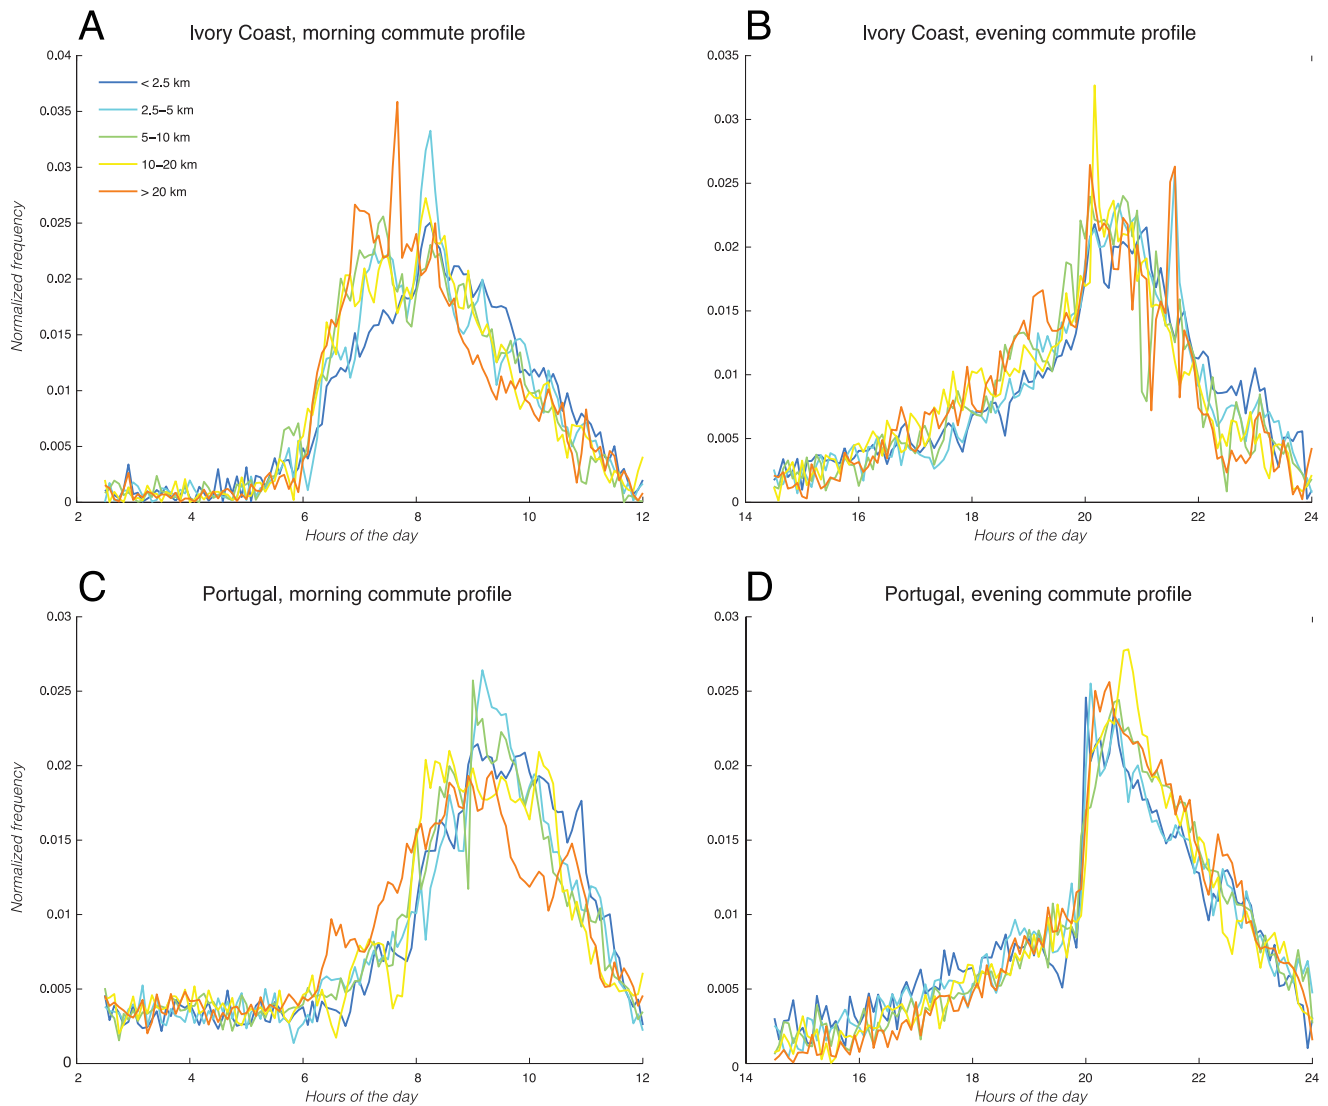 A
Ivory Coast, morning commute profile
0.04
0.035
0.03
0.025
0.02
0.015
0.01
0.005
0
Normalized frequency
< 2.5 km
2.5–5 km
5–10 km
10–20 km
> 20 km
2 4 6 8 10 12
Hours of the day
B
Ivory Coast, evening commute profile
0.035
0.03
0.025
0.02
0.015
0.01
0.005
0
14 16 18 20 22 24
Hours of the day
C
Portugal, morning commute profile
0.03
0.025
0.02
0.015
0.01
0.005
0
Normalized frequency
2 4 6 8 10 12
Hours of the day
D
Portugal, evening commute profile
0.03
0.025
0.02
0.015
0.01
0.005
0
14 16 18 20 22 24
Hours of the day